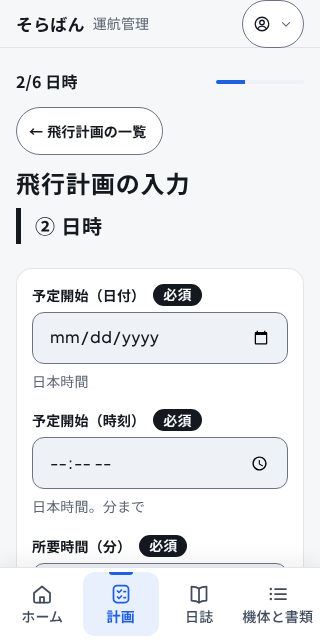 そらばん 運航管理
2/6 日時
← 飛行計画の一覧
飛行計画の入力
② 日時
予定開始（日付） 必須
mm/dd/yyyy
日本時間
予定開始（時刻） 必須
--:-- --
日本時間。分まで
所要時間（分） 必須
ホーム 計画 日誌 機体と書類